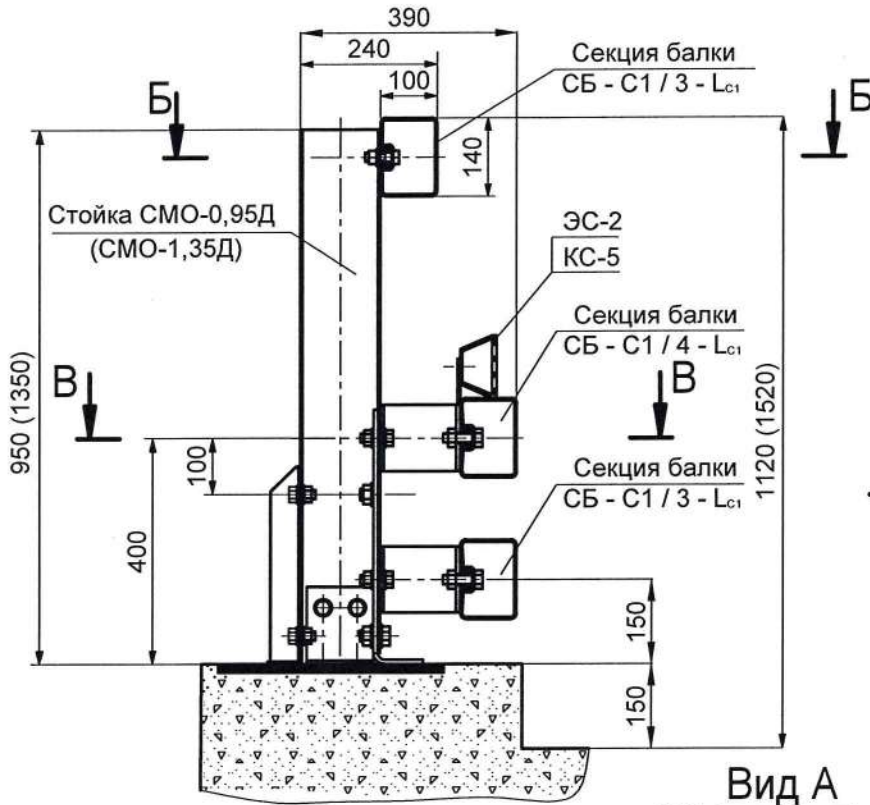 390
240
100
Секция балки
СБ - С1 / 3 - Lс1
Б
Б
140
Стойка СМО-0,95Д
(СМО-1,35Д)
ЭС-2
КС-5
Секция балки
СБ - С1 / 4 - Lс1
В
В
950 (1350)
100
400
1120 (1520)
Секция балки
СБ - С1 / 3 - Lс1
150
150
Вид А